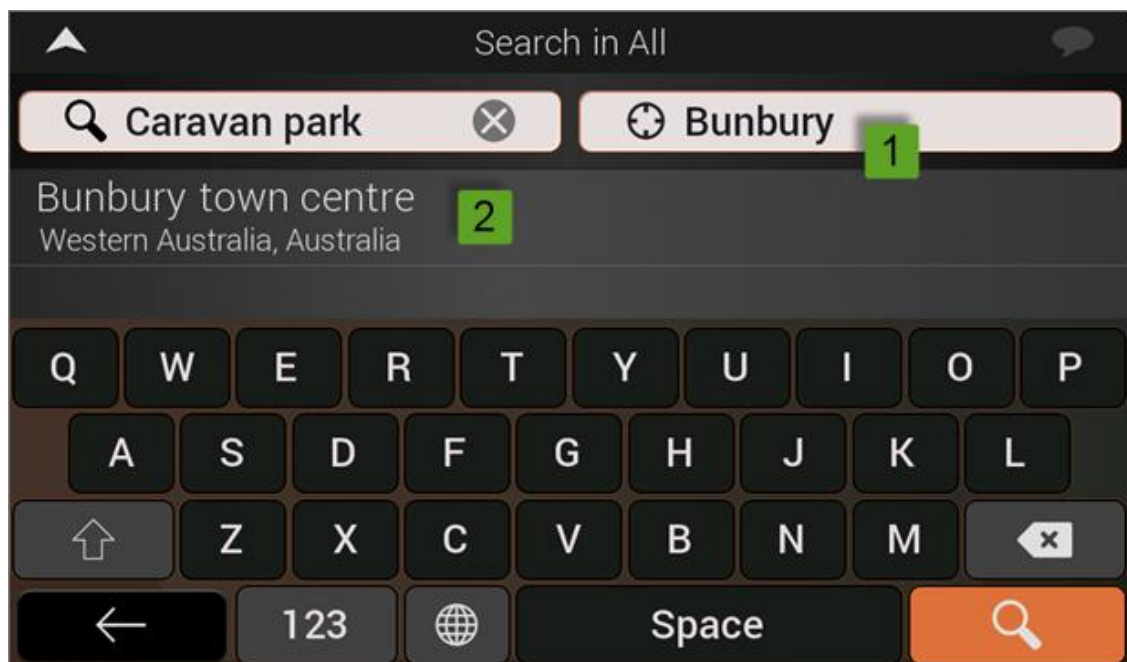 Search in All
Caravan park Bunbury 1
Bunbury town centre 2
Western Australia, Australia
Q W E R T Y U I O P
A S D F G H J K L
Z X C V B N M
123 Space